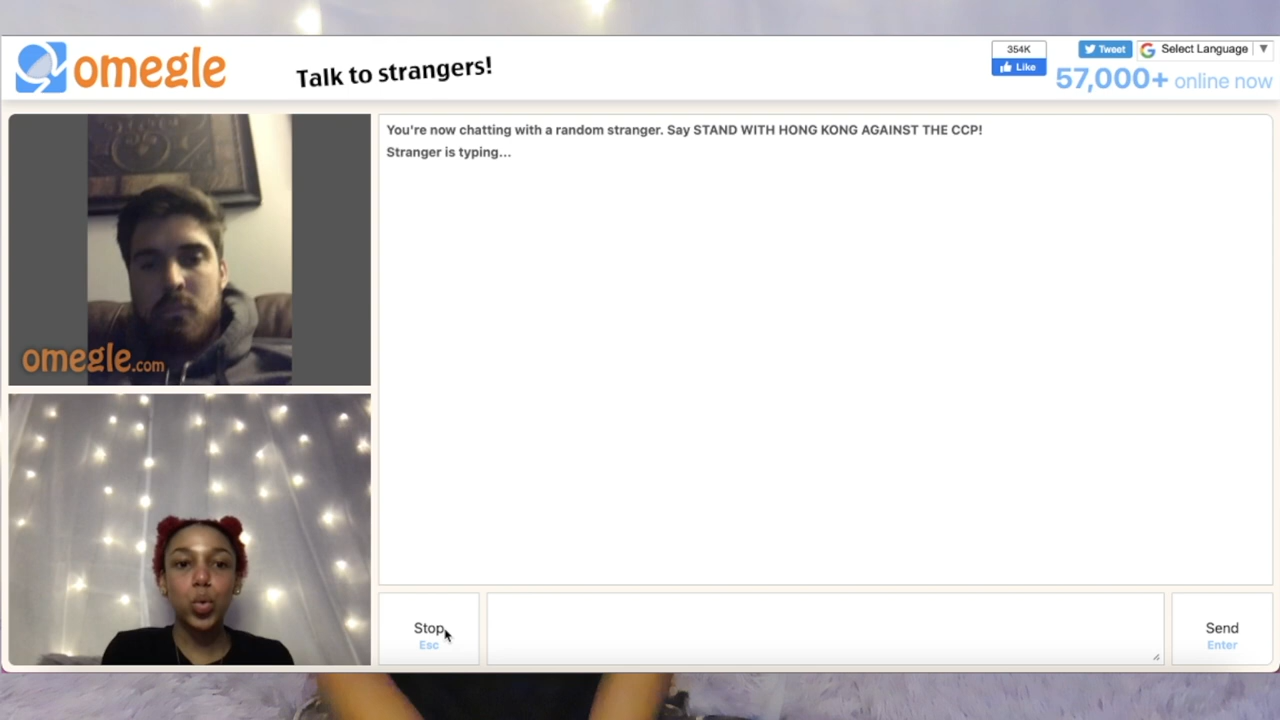 omegle
Talk to strangers!
354K
Like
Tweet
Select Language
57,000+ online now
You're now chatting with a random stranger. Say STAND WITH HONG KONG AGAINST THE CCP!
Stranger is typing...
omegle.com
Stop
Esc
Send
Enter